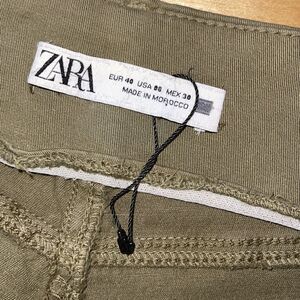 ZARA
EUR 40 USA 08 MEX 30
MADE IN MOROCCO